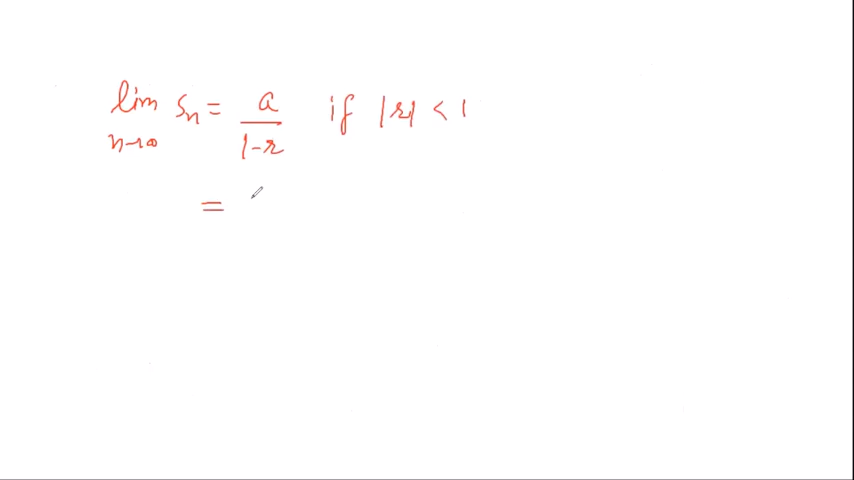 lim Sn = a/(1-r) if |r| < 1
n→∞
=